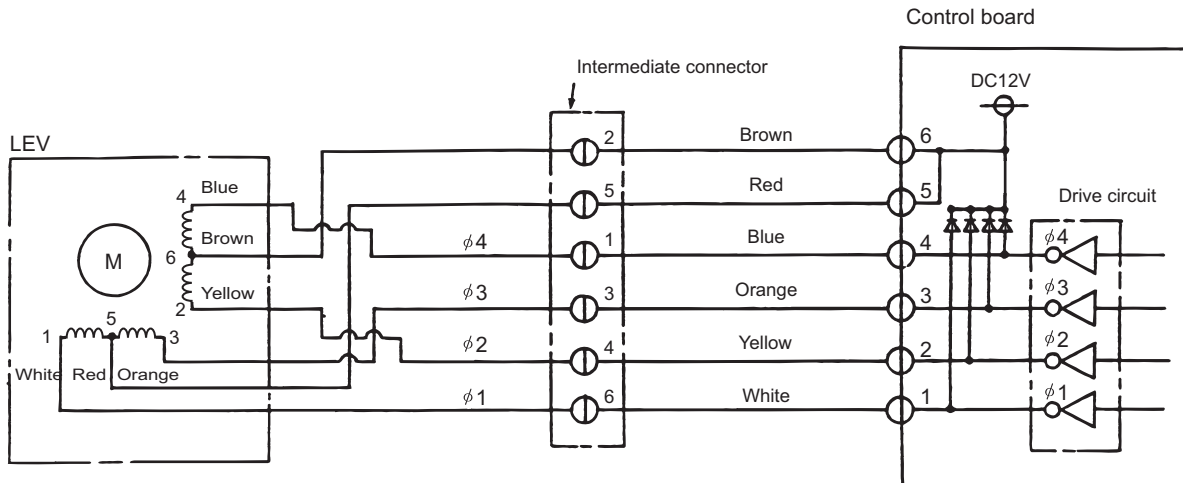 Control board
Intermediate connector
DC12V
LEV
2 Brown 6
4 Blue
5 Red 5
Drive circuit
Brown
6
ϕ4 1 Blue 4 ϕ4
M
Yellow
2
ϕ3 3 Orange 3 ϕ3
1 5 3
ϕ2 4 Yellow 2 ϕ2
White Red Orange
ϕ1 6 White 1 ϕ1